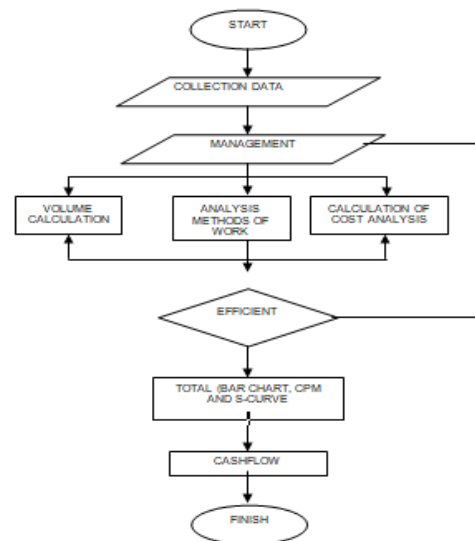 START
COLLECTION DATA
MANAGEMENT
VOLUME
CALCULATION
ANALYSIS
METHODS OF
WORK
CALCULATION OF
COST ANALYSIS
EFFICIENT
TOTAL (BAR CHART, CPM
AND S-CURVE
CASHFLOW
FINISH